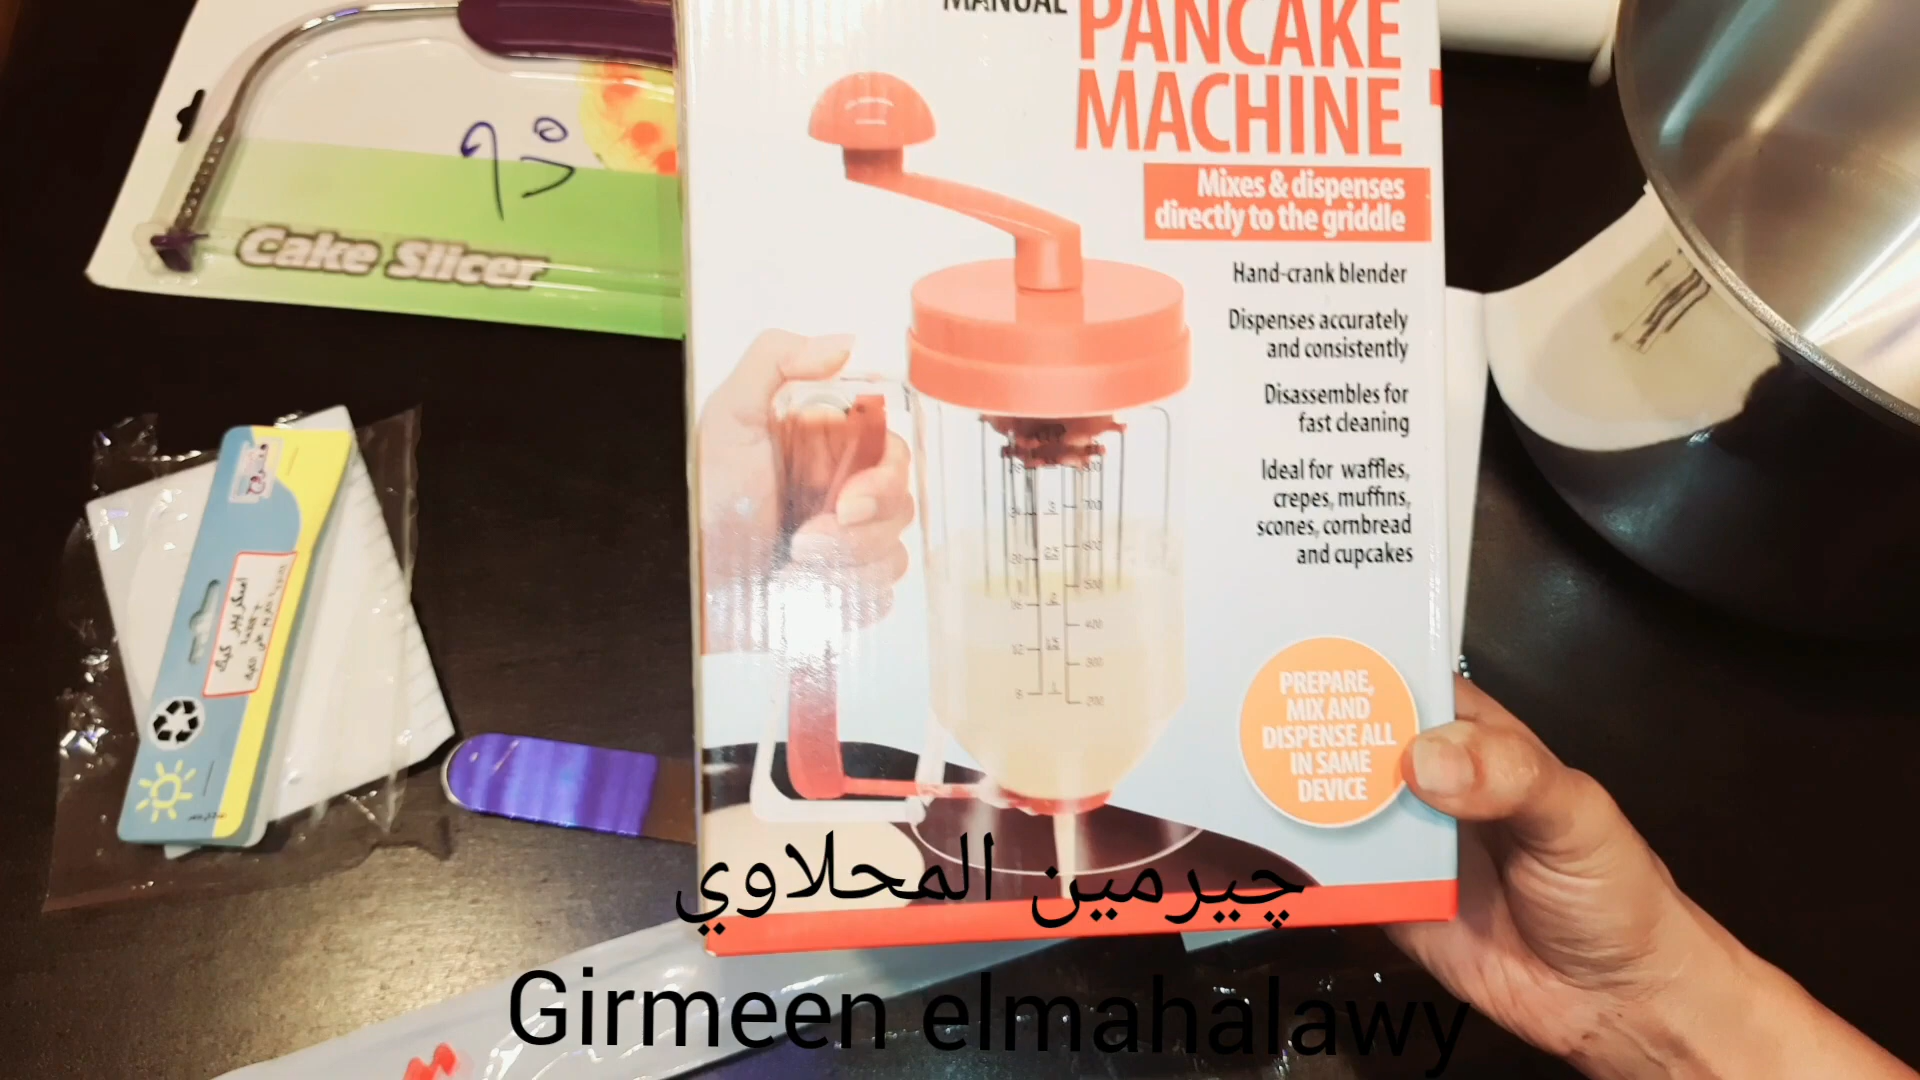 MANUAL
PANCAKE
MACHINE
Mixes & dispenses
directly to the griddle
Hand-crank blender
Dispenses accurately
and consistently
Disassembles for
fast cleaning
Ideal for waffles,
crepes, muffins,
scones, cornbread
and cupcakes
PREPARE,
MIX AND
DISPENSE ALL
IN SAME
DEVICE
Cake Slicer
چيرمين المحلاوي
Girmeen elmahalawy